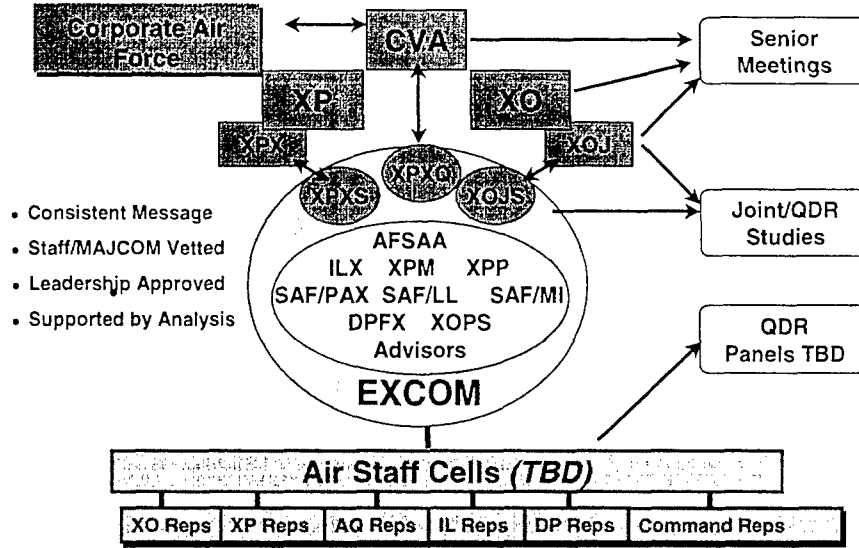 Corporate Air
Force
CVA
Senior
Meetings
XP
XO
XPX
XOJ
XPXS
XPXQ
XOJS
• Consistent Message
• Staff/MAJCOM Vetted
• Leadership Approved
• Supported by Analysis
Joint/QDR
Studies
AFSAA
ILX XPM XPP
SAF/PAX SAF/LL SAF/MI
DPFX XOPS
Advisors
EXCOM
QDR
Panels TBD
Air Staff Cells (TBD)
XO Reps XP Reps AQ Reps IL Reps DP Reps Command Reps